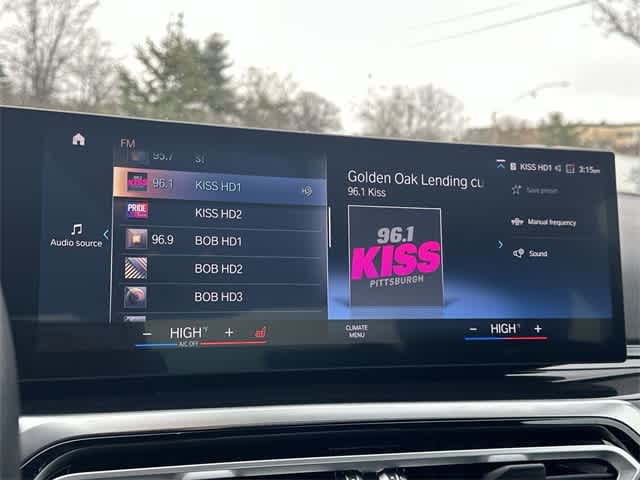 FM
KISS HD1 3:15pm
95.7
96.1 KISS HD1
PRIDE KISS HD2
96.9 BOB HD1
BOB HD2
BOB HD3
Audio source
Golden Oak Lending cu
96.1 Kiss
96.1
KISS
PITTSBURGH
Save preset
Manual frequency
Sound
− HIGH°F +
A/C OFF
CLIMATE
MENU
− HIGH°F +